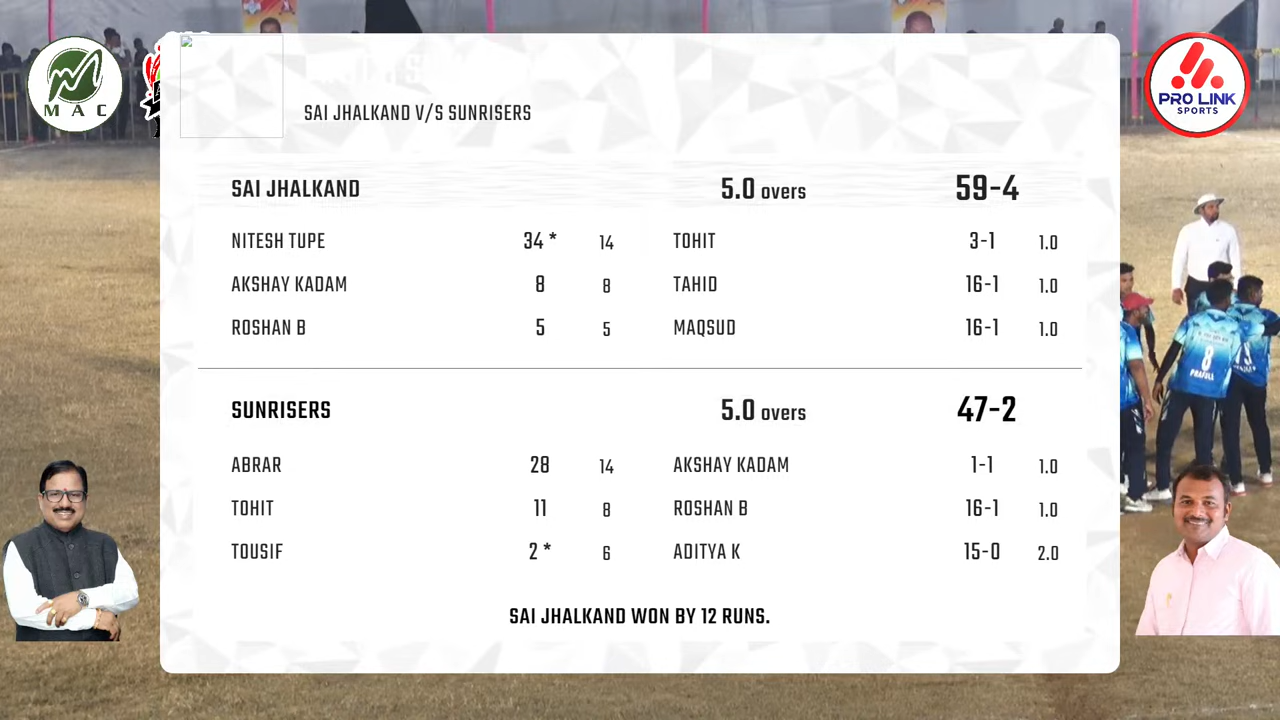 MAC
PRO LINK
SPORTS
SAI JHALKAND V/S SUNRISERS
SAI JHALKAND 5.0 overs 59-4
NITESH TUPE 34 * 14 TOHIT 3-1 1.0
AKSHAY KADAM 8 8 TAHID 16-1 1.0
ROSHAN B 5 5 MAQSUD 16-1 1.0
SUNRISERS 5.0 overs 47-2
ABRAR 28 14 AKSHAY KADAM 1-1 1.0
TOHIT 11 8 ROSHAN B 16-1 1.0
TOUSIF 2 * 6 ADITYA K 15-0 2.0
SAI JHALKAND WON BY 12 RUNS.
8